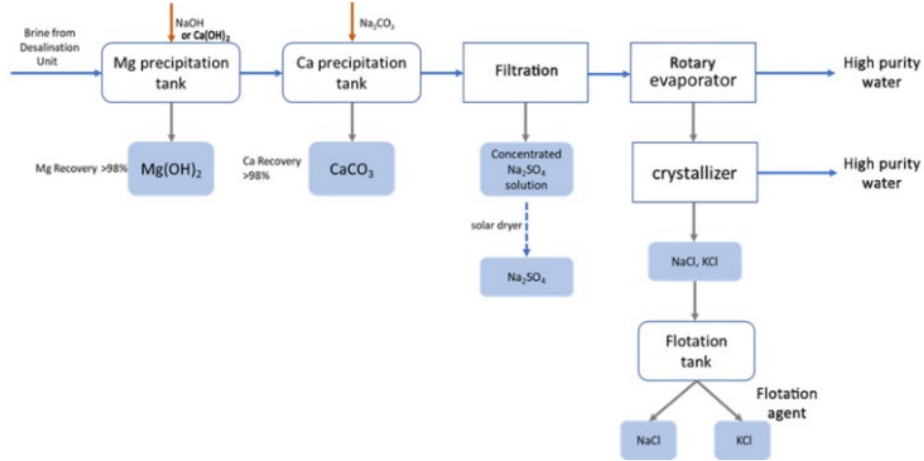 Brine from
Desalination
Unit
NaOH
or Ca(OH)₂
Na₂CO₃
Mg precipitation
tank
Ca precipitation
tank
Filtration
Rotary
evaporator
High purity
water
Mg Recovery >98%
Mg(OH)₂
Ca Recovery
>98%
CaCO₃
Concentrated
Na₂SO₄
solution
crystallizer
High purity
water
solar dryer
Na₂SO₄
NaCl, KCl
Flotation
tank
Flotation
agent
NaCl
KCl